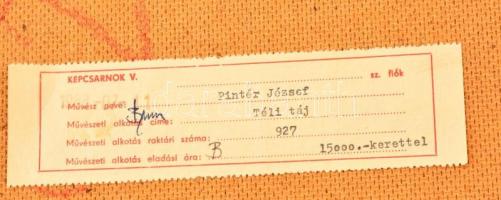 KÉPCSARNOK V. sz. fiók
Művész neve: Pintér József
Művészeti alkotás címe: Téli táj
Művészeti alkotás raktári száma: 927
Művészeti alkotás eladási ára: B 15000.-kerettel